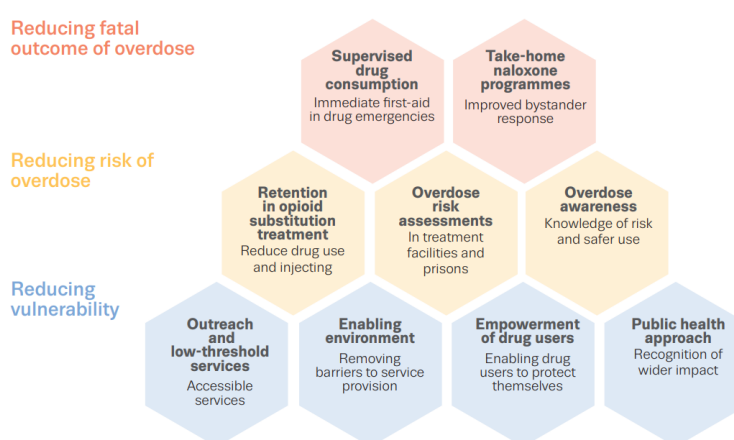 Reducing fatal
outcome of overdose
Supervised
drug
consumption
Immediate first-aid
in drug emergencies
Take-home
naloxone
programmes
Improved bystander
response
Reducing risk of
overdose
Retention
in opioid
substitution
treatment
Reduce drug use
and injecting
Overdose
risk
assessments
In treatment
facilities and
prisons
Overdose
awareness
Knowledge of risk
and safer use
Reducing
vulnerability
Outreach
and
low-threshold
services
Accessible
services
Enabling
environment
Removing
barriers to service
provision
Empowerment
of drug users
Enabling drug
users to protect
themselves
Public health
approach
Recognition of
wider impact